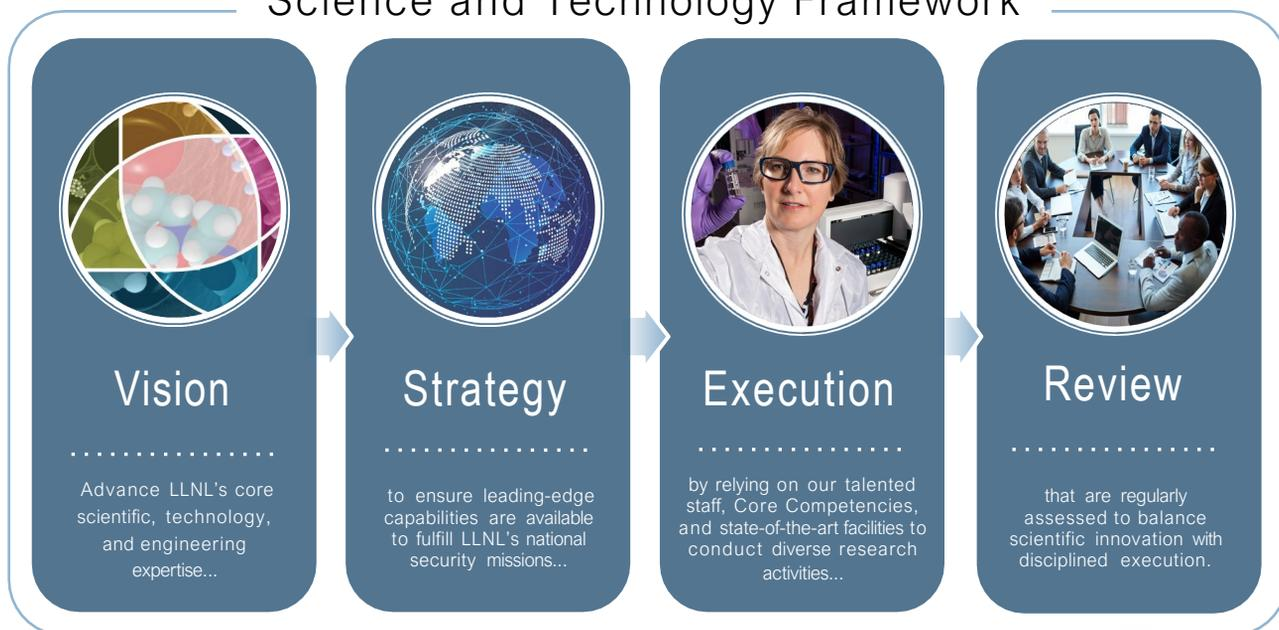 Science and Technology Framework
Vision
Advance LLNL's core
scientific, technology,
and engineering
expertise...
Strategy
to ensure leading-edge
capabilities are available
to fulfill LLNL's national
security missions...
Execution
by relying on our talented
staff, Core Competencies,
and state-of-the-art facilities to
conduct diverse research
activities...
Review
that are regularly
assessed to balance
scientific innovation with
disciplined execution.